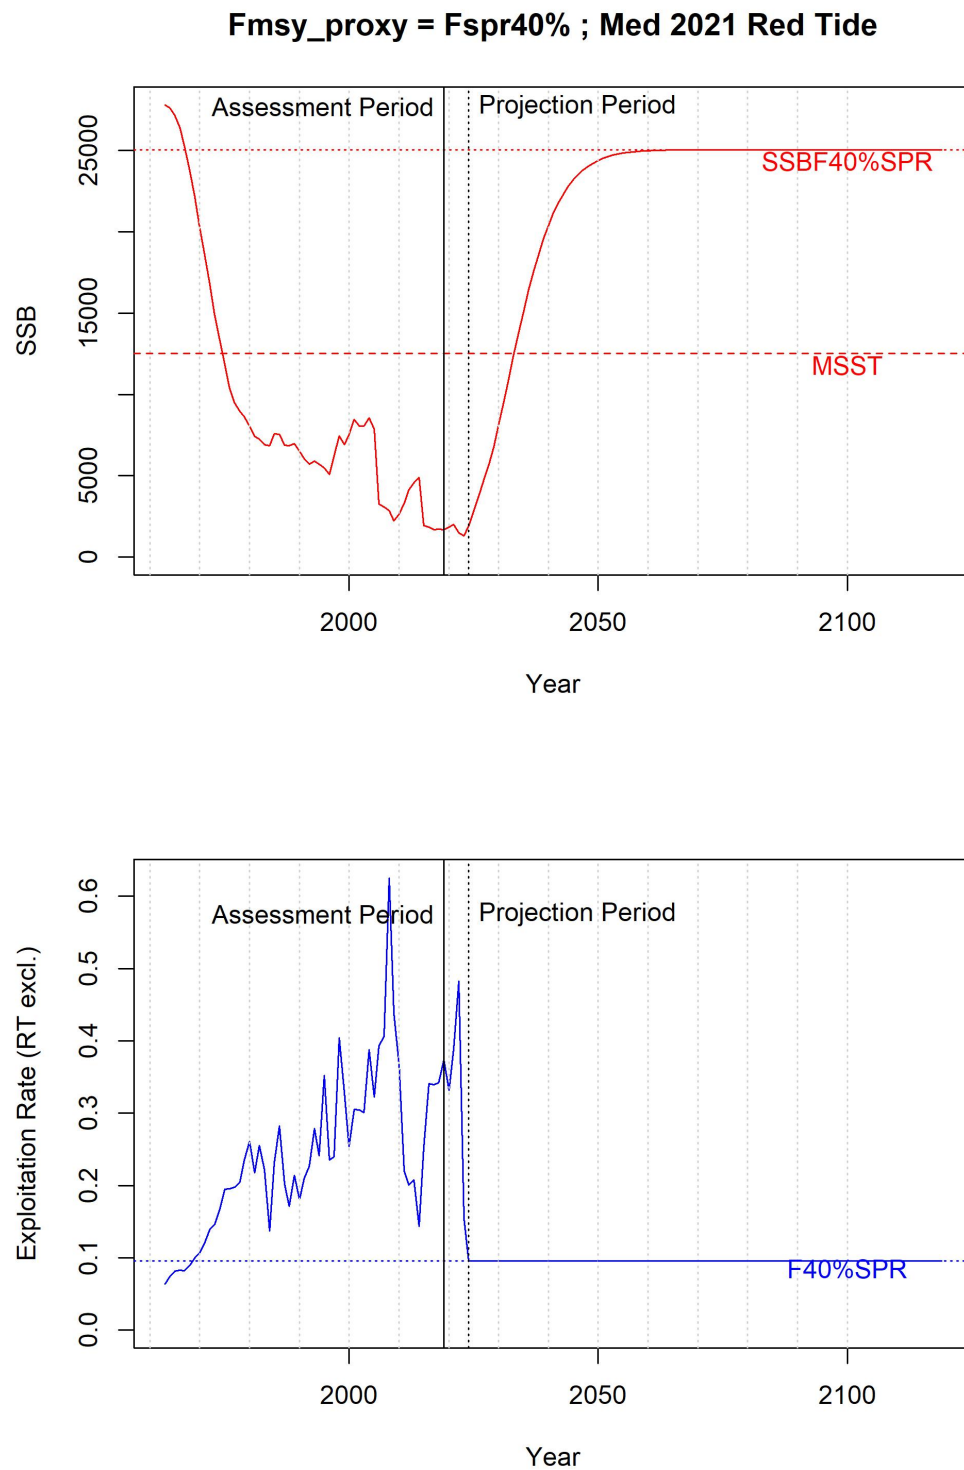 Fmsy_proxy = Fspr40% ; Med 2021 Red Tide
Assessment Period
Projection Period
SSB
25000
15000
5000
0
SSBF40%SPR
MSST
2000
2050
2100
Year
Assessment Period
Projection Period
Exploitation Rate (RT excl.)
0.6
0.5
0.4
0.3
0.2
0.1
0.0
F40%SPR
2000
2050
2100
Year